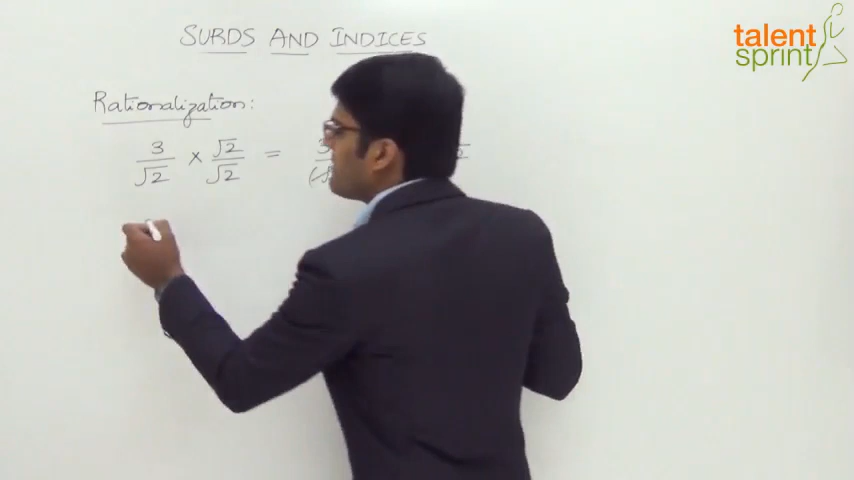 SURDS AND INDICES
talent
sprint
Rationalization:
3/√2 × √2/√2 =